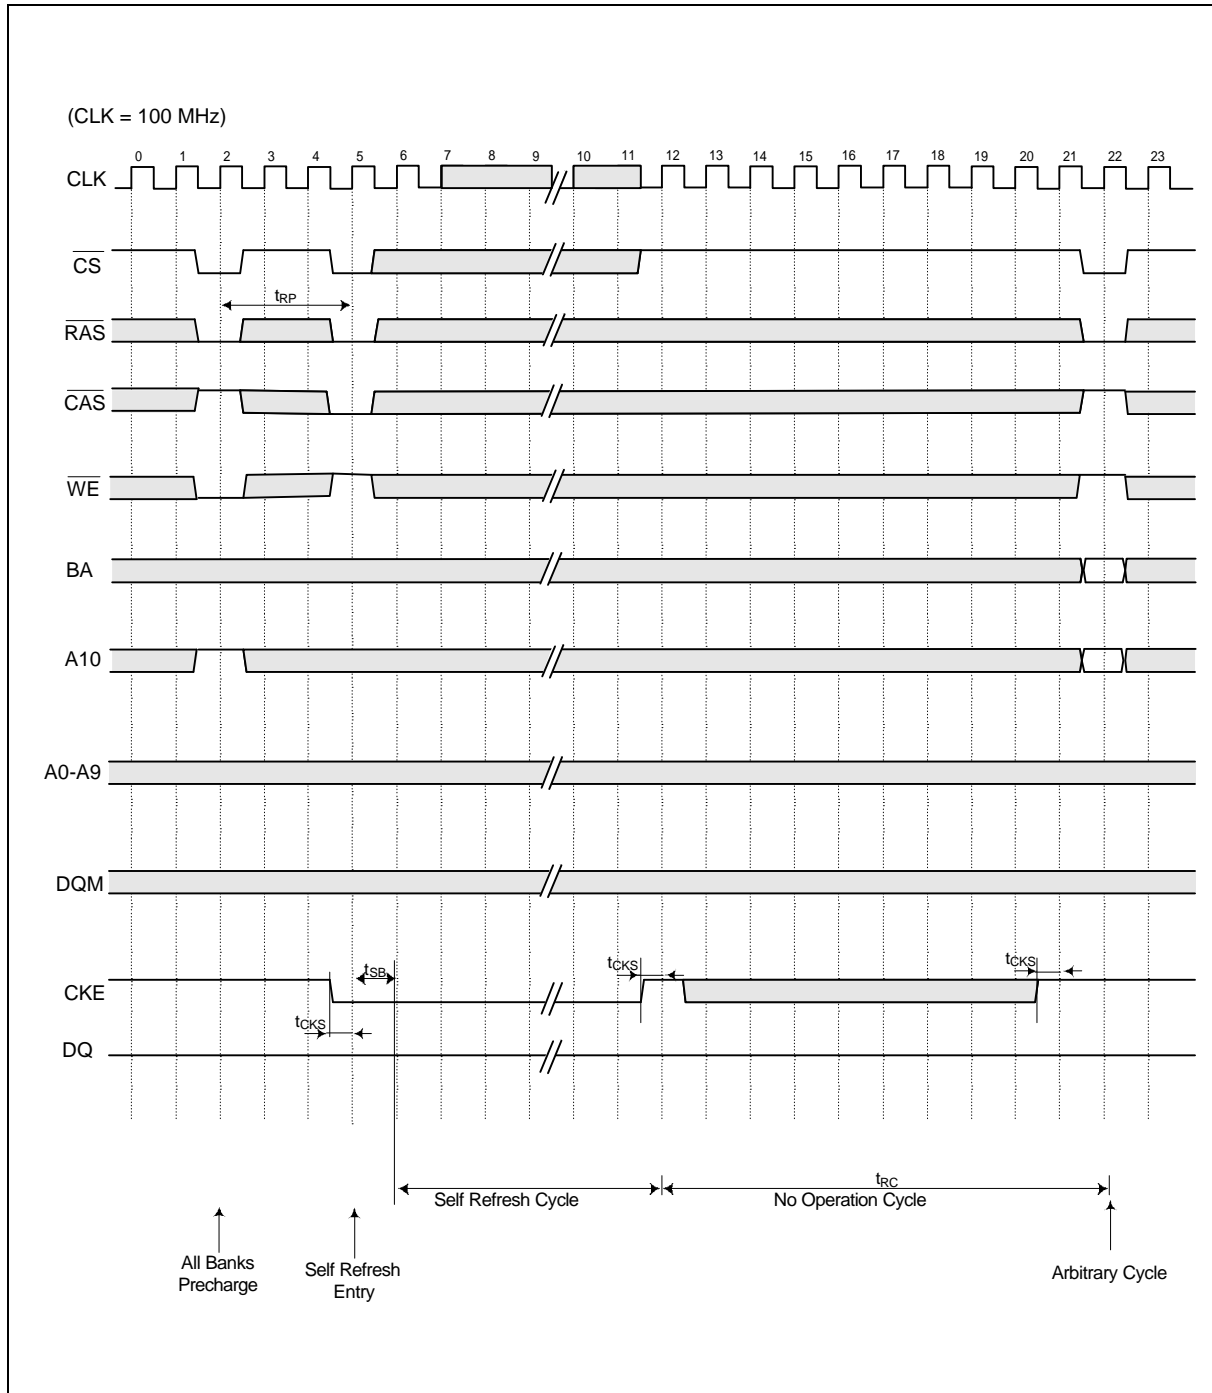 (CLK = 100 MHz)
0 1 2 3 4 5 6 7 8 9 10 11 12 13 14 15 16 17 18 19 20 21 22 23
CLK
CS
tRP
RAS
CAS
WE
BA
A10
A0-A9
DQM
tSB
tCKS
tCKS
CKE
tCKS
DQ
tRC
Self Refresh Cycle
No Operation Cycle
All Banks
Precharge
Self Refresh
Entry
Arbitrary Cycle